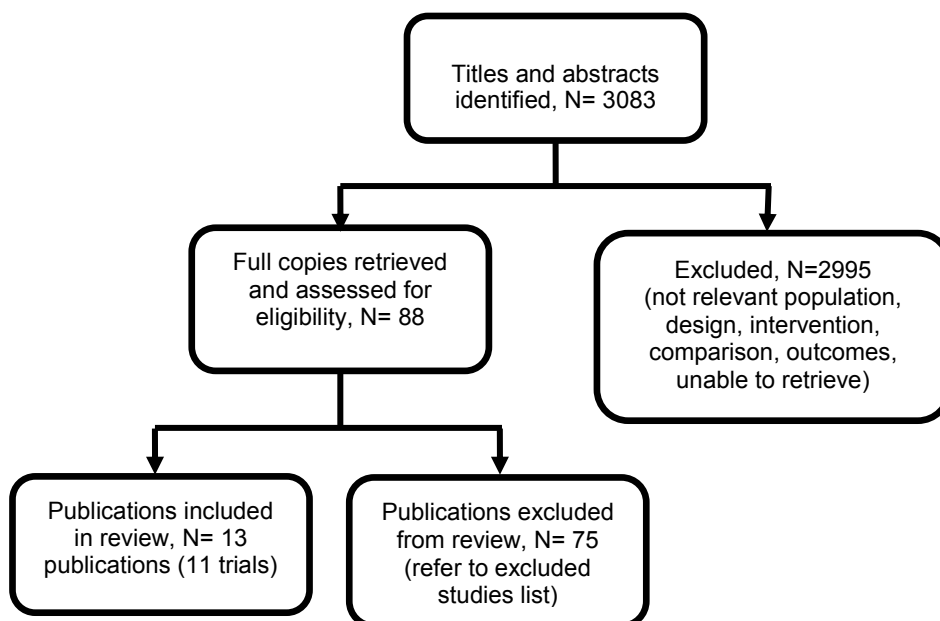 Titles and abstracts
identified, N= 3083
Full copies retrieved
and assessed for
eligibility, N= 88
Excluded, N=2995
(not relevant population,
design, intervention,
comparison, outcomes,
unable to retrieve)
Publications included
in review, N= 13
publications (11 trials)
Publications excluded
from review, N= 75
(refer to excluded
studies list)